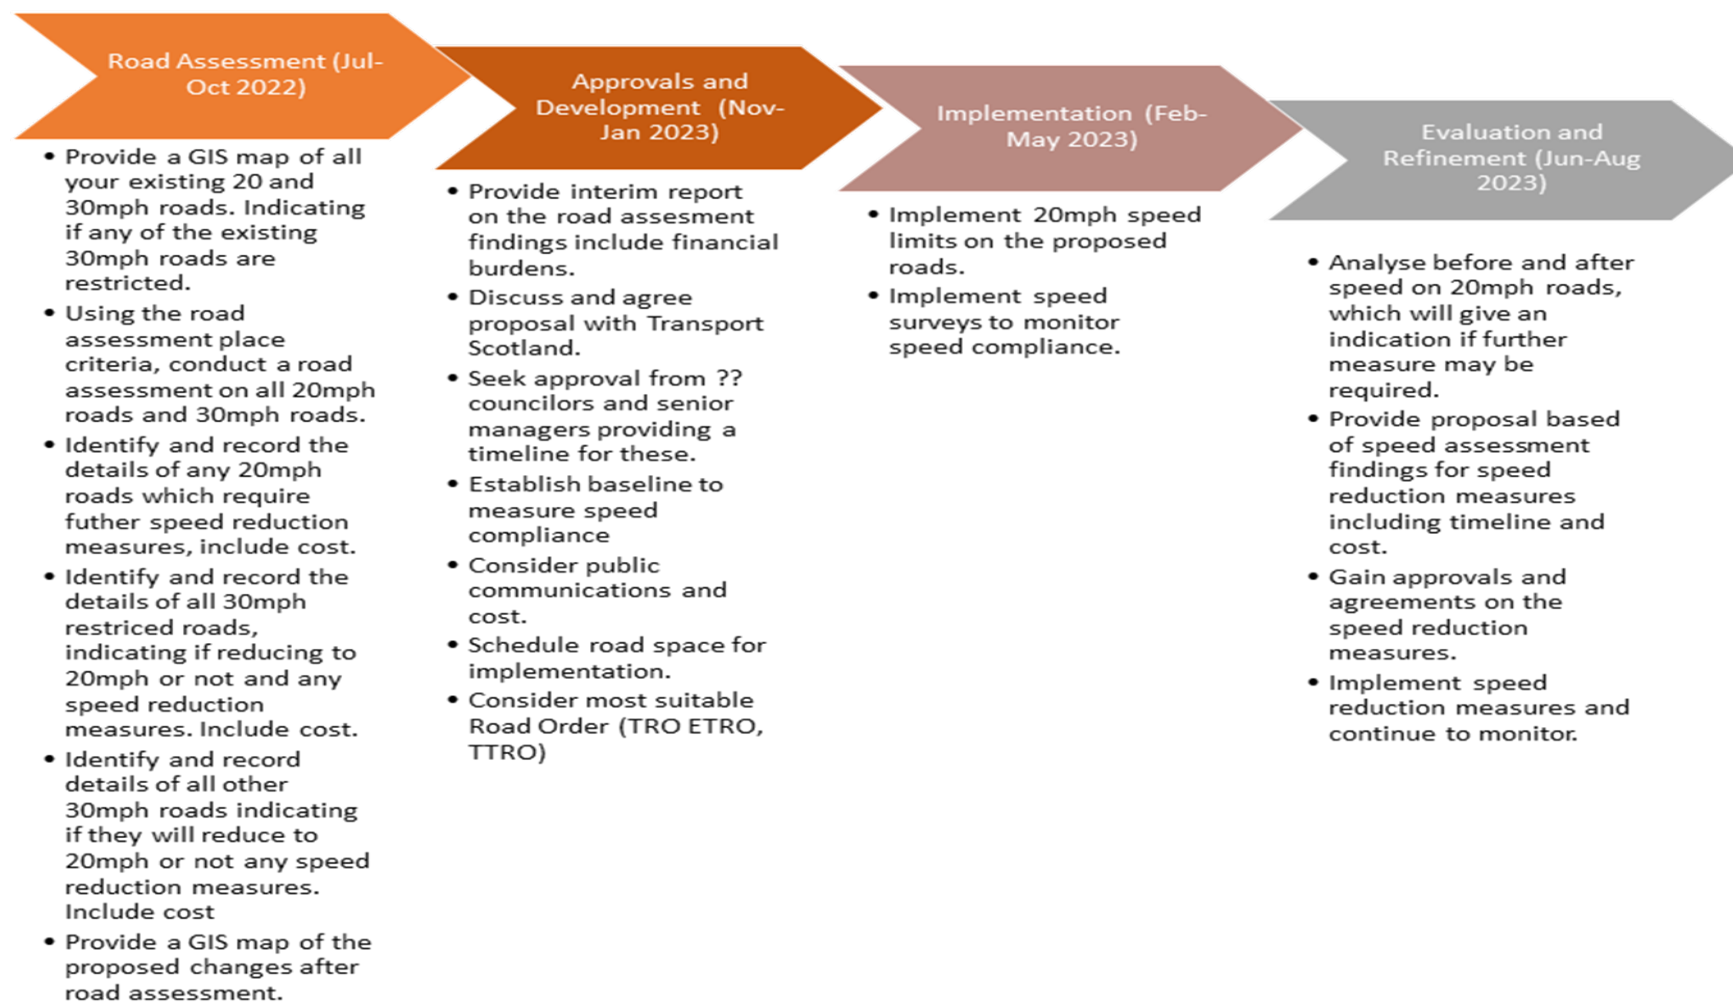 Road Assessment (Jul-
Oct 2022)
• Provide a GIS map of all
your existing 20 and
30mph roads. Indicating
if any of the existing
30mph roads are
restricted.
• Using the road
assessment place
criteria, conduct a road
assessment on all 20mph
roads and 30mph roads.
• Identify and record the
details of any 20mph
roads which require
futher speed reduction
measures, include cost.
• Identify and record the
details of all 30mph
restriced roads,
indicating if reducing to
20mph or not and any
speed reduction
measures. Include cost.
• Identify and record
details of all other
30mph roads indicating
if they will reduce to
20mph or not any speed
reduction measures.
Include cost
• Provide a GIS map of the
proposed changes after
road assessment.
Approvals and
Development (Nov-
Jan 2023)
• Provide interim report
on the road assesment
findings include financial
burdens.
• Discuss and agree
proposal with Transport
Scotland.
• Seek approval from ??
councilors and senior
managers providing a
timeline for these.
• Establish baseline to
measure speed
compliance
• Consider public
communications and
cost.
• Schedule road space for
implementation.
• Consider most suitable
Road Order (TRO ETRO,
TTRO)
Implementation (Feb-
May 2023)
• Implement 20mph speed
limits on the proposed
roads.
• Implement speed
surveys to monitor
speed compliance.
Evaluation and
Refinement (Jun-Aug
2023)
• Analyse before and after
speed on 20mph roads,
which will give an
indication if further
measure may be
required.
• Provide proposal based
of speed assessment
findings for speed
reduction measures
including timeline and
cost.
• Gain approvals and
agreements on the
speed reduction
measures.
• Implement speed
reduction measures and
continue to monitor.